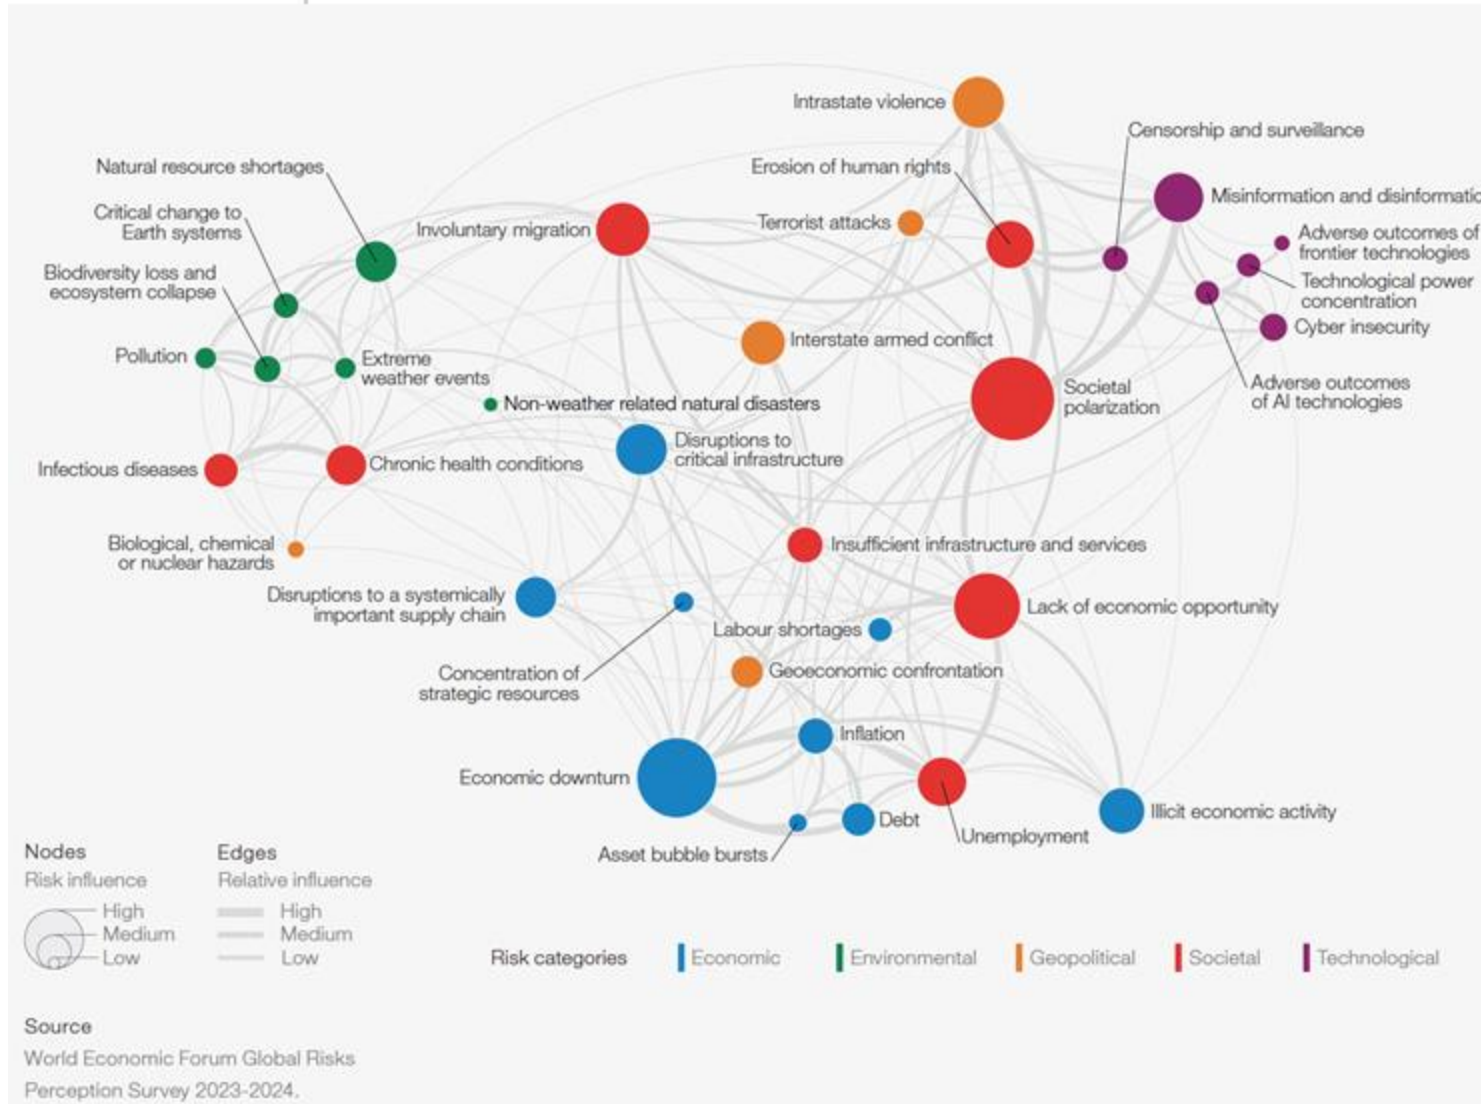 Intrastate violence
Censorship and surveillance
Natural resource shortages
Erosion of human rights
Misinformation and disinformatic
Critical change to
Earth systems
Involuntary migration
Terrorist attacks
Adverse outcomes of
frontier technologies
Biodiversity loss and
ecosystem collapse
Technological power
concentration
Cyber insecurity
Interstate armed conflict
Pollution
Extreme
weather events
Societal
polarization
Adverse outcomes
of AI technologies
Non-weather related natural disasters
Disruptions to
critical infrastructure
Infectious diseases
Chronic health conditions
Biological, chemical
or nuclear hazards
Insufficient infrastructure and services
Disruptions to a systemically
important supply chain
Lack of economic opportunity
Labour shortages
Concentration of
strategic resources
Geoeconomic confrontation
Inflation
Economic downturn
Illicit economic activity
Debt
Unemployment
Asset bubble bursts
Nodes
Risk influence
High
Medium
Low
Edges
Relative influence
High
Medium
Low
Risk categories
Economic
Environmental
Geopolitical
Societal
Technological
Source
World Economic Forum Global Risks
Perception Survey 2023-2024.